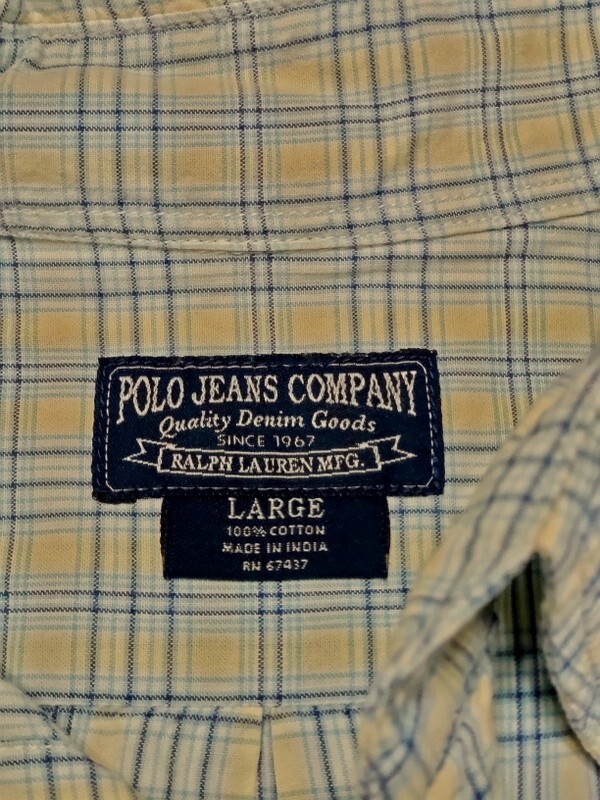 POLO JEANS COMPANY
Quality Denim Goods
SINCE 1967
RALPH LAUREN MFG.
LARGE
100% COTTON
MADE IN INDIA
RN 67437